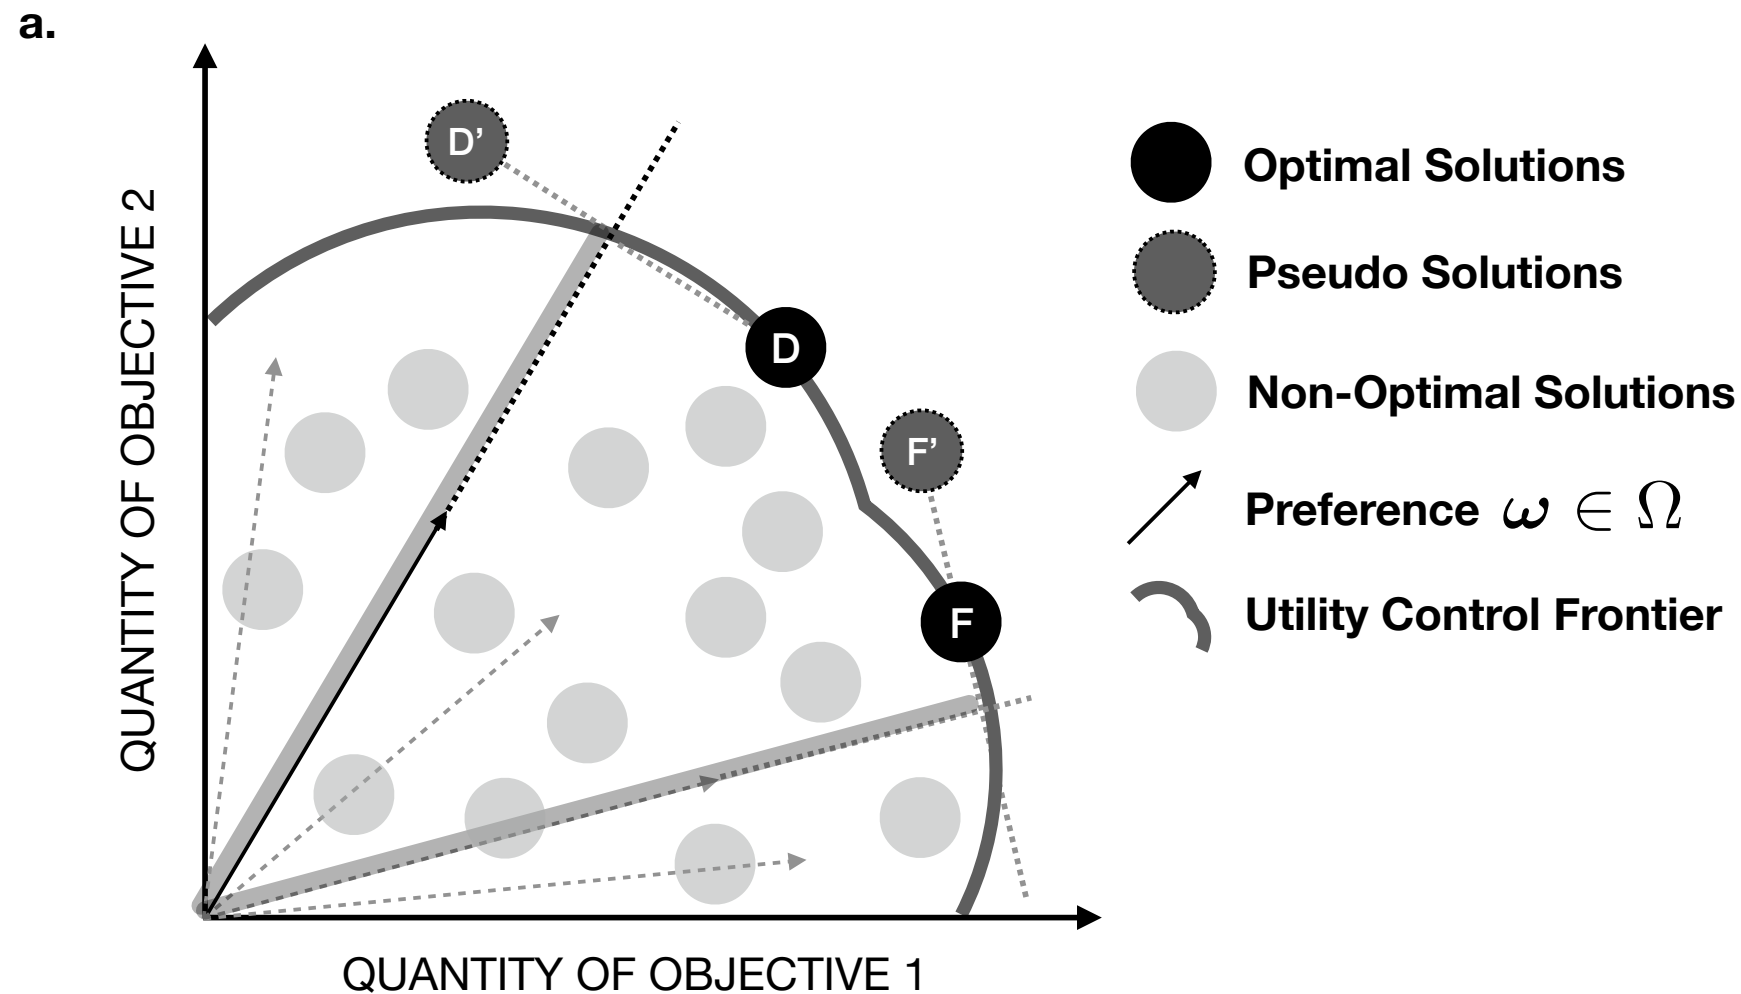 a.
D’
D
F’
F
QUANTITY OF OBJECTIVE 2
QUANTITY OF OBJECTIVE 1
Optimal Solutions
Pseudo Solutions
Non-Optimal Solutions
Preference ω ∈ Ω
Utility Control Frontier